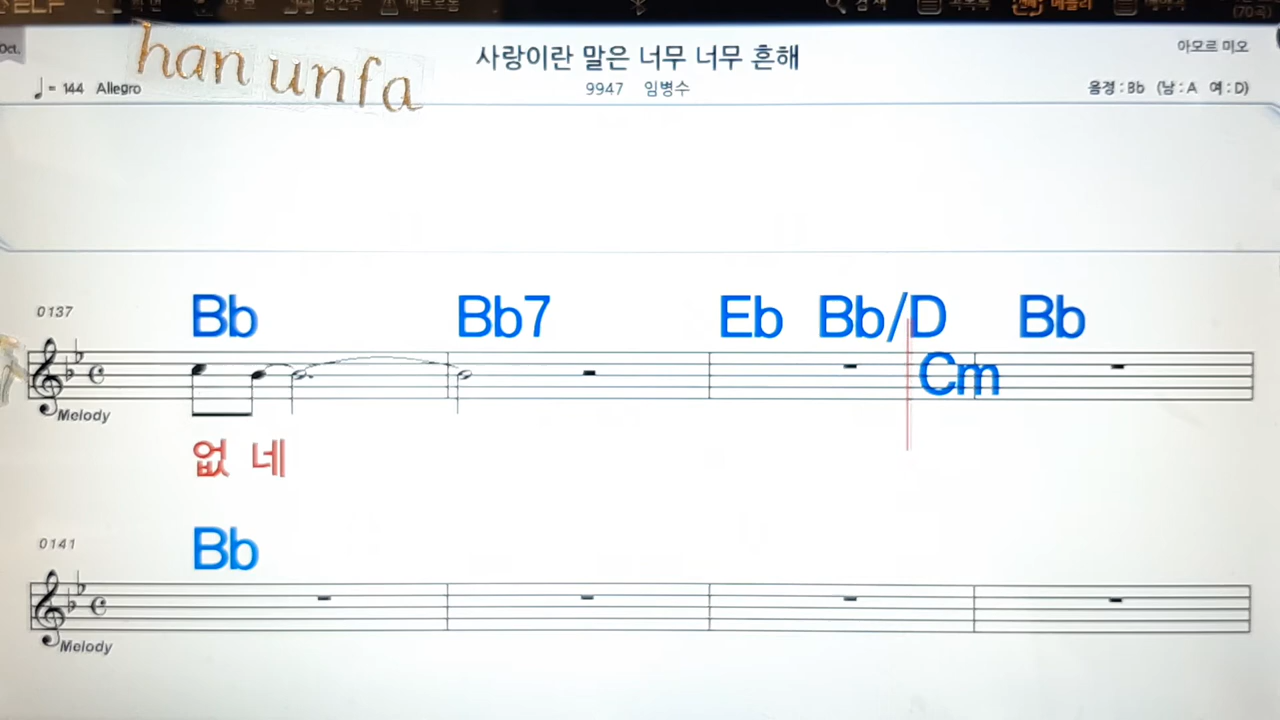 Oct.
han unfa
사랑이란 말은 너무 너무 흔해
아모르 미오
♩= 144 Allegro
9947 임병수
음정 : Bb (남 : A 여 : D)
0137
Bb Bb7 Eb Bb/D Cm Bb
Melody
없 네
0141
Bb
Melody